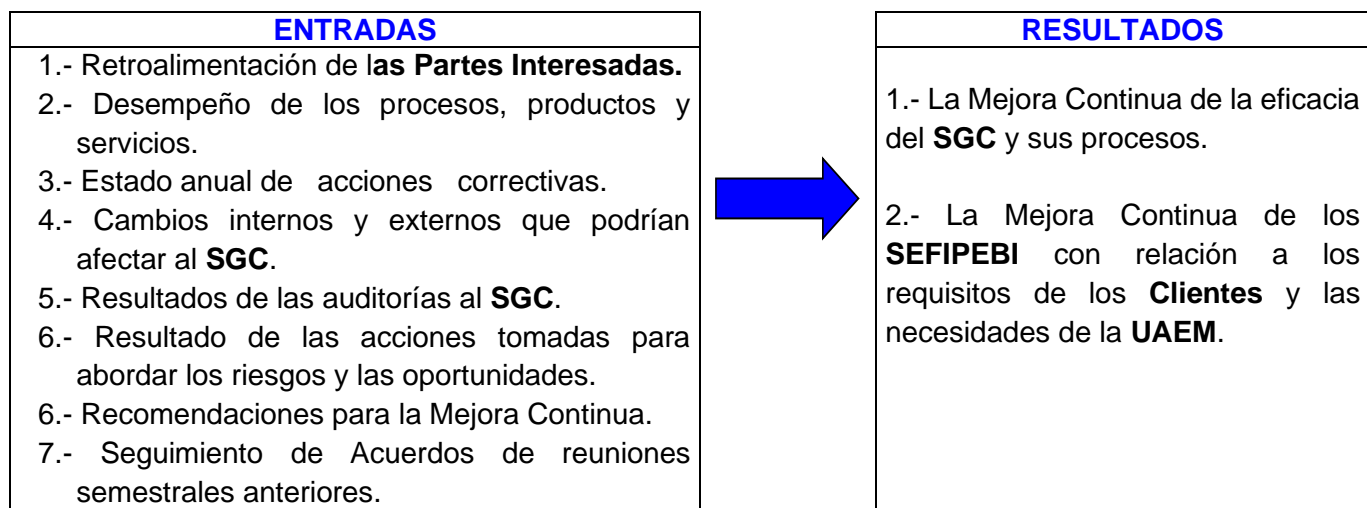 ENTRADAS
1.- Retroalimentación de las Partes Interesadas.
2.- Desempeño de los procesos, productos y
servicios.
3.- Estado anual de acciones correctivas.
4.- Cambios internos y externos que podrían
afectar al SGC.
5.- Resultados de las auditorías al SGC.
6.- Resultado de las acciones tomadas para
abordar los riesgos y las oportunidades.
6.- Recomendaciones para la Mejora Continua.
7.- Seguimiento de Acuerdos de reuniones
semestrales anteriores.
RESULTADOS
1.- La Mejora Continua de la eficacia
del SGC y sus procesos.
2.- La Mejora Continua de los
SEFIPEBI con relación a los
requisitos de los Clientes y las
necesidades de la UAEM.